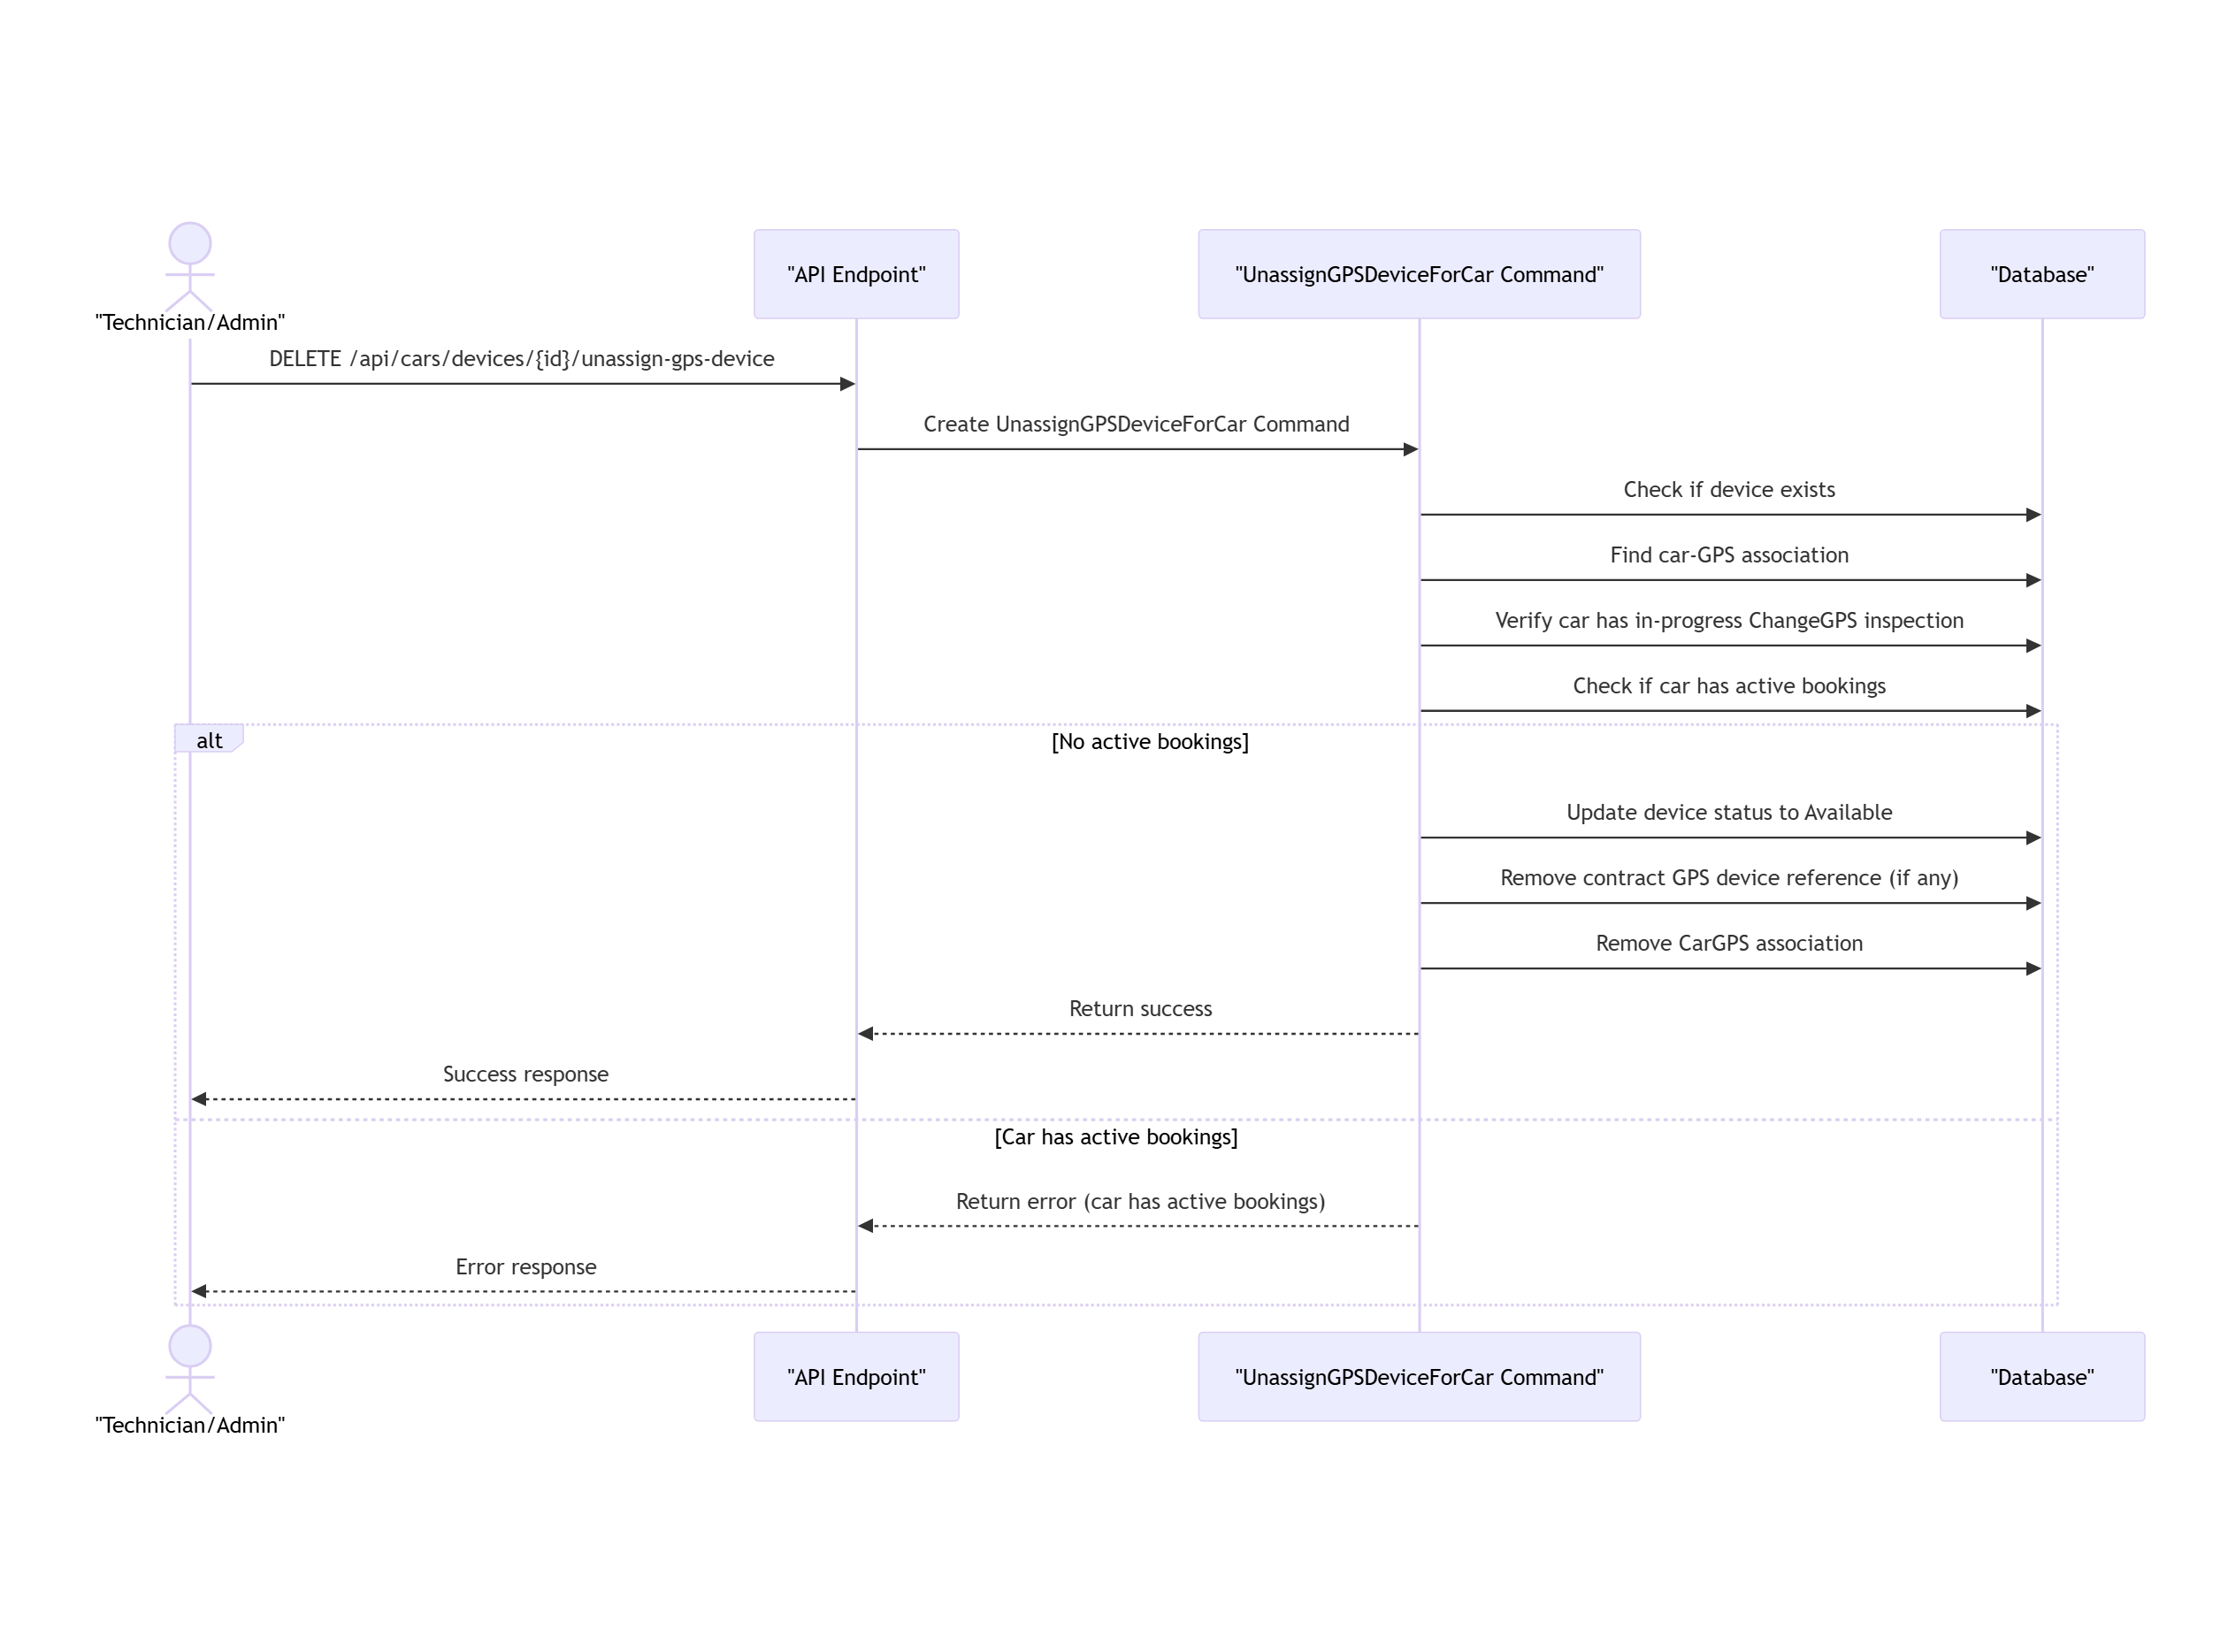 "Technician/Admin"
"API Endpoint"
"UnassignGPSDeviceForCar Command"
"Database"
DELETE /api/cars/devices/{id}/unassign-gps-device
Create UnassignGPSDeviceForCar Command
Check if device exists
Find car-GPS association
Verify car has in-progress ChangeGPS inspection
Check if car has active bookings
alt
[No active bookings]
Update device status to Available
Remove contract GPS device reference (if any)
Remove CarGPS association
Return success
Success response
[Car has active bookings]
Return error (car has active bookings)
Error response
"Technician/Admin"
"API Endpoint"
"UnassignGPSDeviceForCar Command"
"Database"